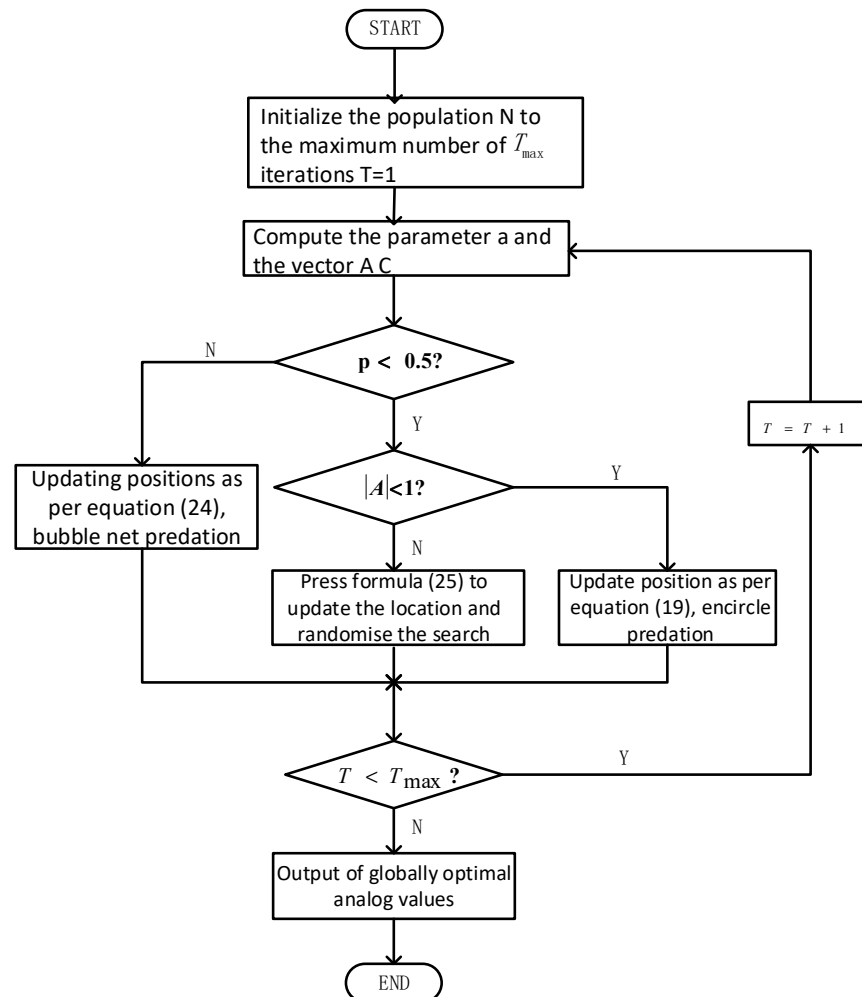 START
Initialize the population N to
the maximum number of T_max
iterations T=1
Compute the parameter a and
the vector A C
p < 0.5?
N
Y
T = T + 1
Updating positions as
per equation (24),
bubble net predation
|A|<1?
Y
N
Press formula (25) to
update the location and
randomise the search
Update position as per
equation (19), encircle
predation
T < T_max ?
Y
N
Output of globally optimal
analog values
END